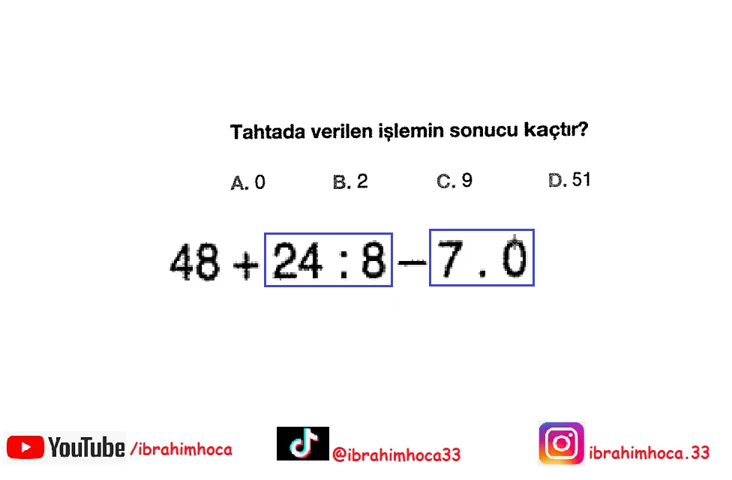 Tahtada verilen işlemin sonucu kaçtır?
A. 0 B. 2 C. 9 D. 51
48 + 24 : 8 – 7 . 0
YouTube /ibrahimhoca @ibrahimhoca33 ibrahimhoca.33